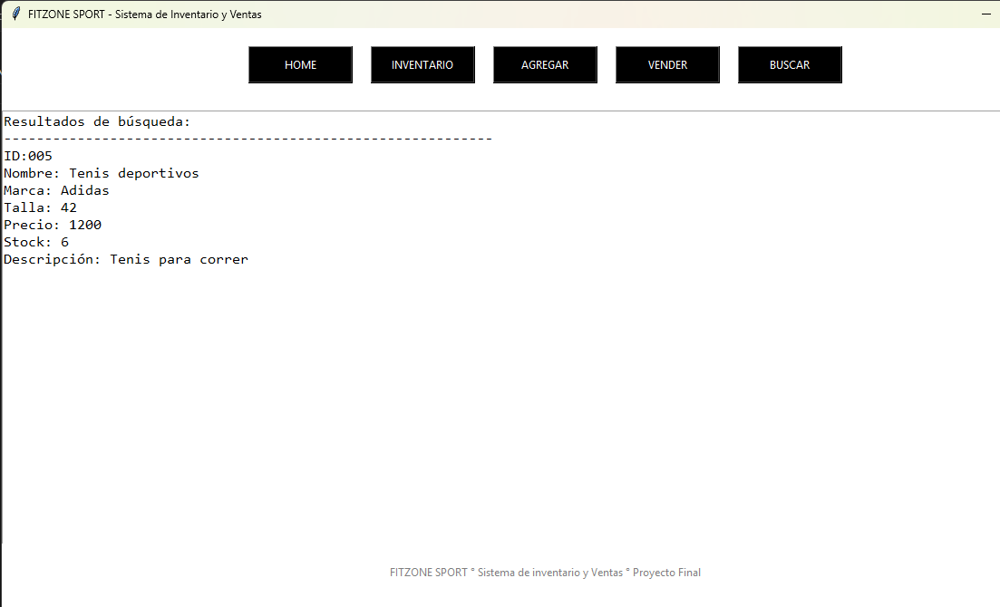 FITZONE SPORT - Sistema de Inventario y Ventas
HOME
INVENTARIO
AGREGAR
VENDER
BUSCAR
Resultados de búsqueda:
------------------------------------------------------------
ID:005
Nombre: Tenis deportivos
Marca: Adidas
Talla: 42
Precio: 1200
Stock: 6
Descripción: Tenis para correr
FITZONE SPORT ° Sistema de inventario y Ventas ° Proyecto Final